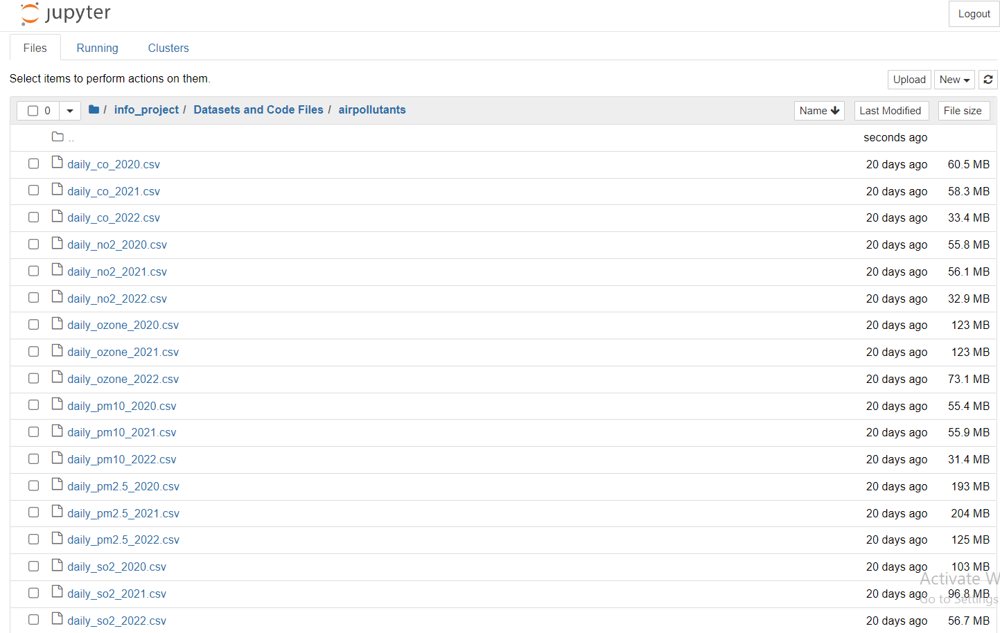 jupyter
Logout
Files Running Clusters
Select items to perform actions on them.
Upload New
0 / info_project / Datasets and Code Files / airpollutants Name Last Modified File size
.. seconds ago
daily_co_2020.csv 20 days ago 60.5 MB
daily_co_2021.csv 20 days ago 58.3 MB
daily_co_2022.csv 20 days ago 33.4 MB
daily_no2_2020.csv 20 days ago 55.8 MB
daily_no2_2021.csv 20 days ago 56.1 MB
daily_no2_2022.csv 20 days ago 32.9 MB
daily_ozone_2020.csv 20 days ago 123 MB
daily_ozone_2021.csv 20 days ago 123 MB
daily_ozone_2022.csv 20 days ago 73.1 MB
daily_pm10_2020.csv 20 days ago 55.4 MB
daily_pm10_2021.csv 20 days ago 55.9 MB
daily_pm10_2022.csv 20 days ago 31.4 MB
daily_pm2.5_2020.csv 20 days ago 193 MB
daily_pm2.5_2021.csv 20 days ago 204 MB
daily_pm2.5_2022.csv 20 days ago 125 MB
daily_so2_2020.csv 20 days ago 103 MB
Activate W
daily_so2_2021.csv 20 days ago 96.8 MB
Go to Settings
daily_so2_2022.csv 20 days ago 56.7 MB